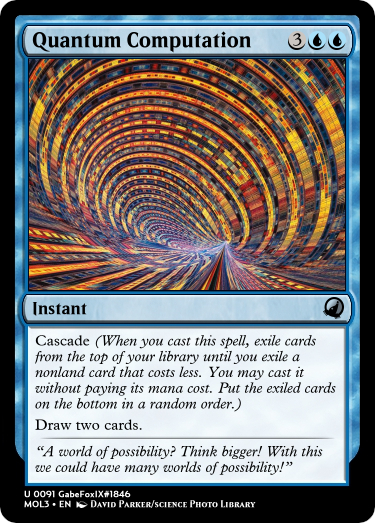 Quantum Computation 3
Instant
Cascade (When you cast this spell, exile cards
from the top of your library until you exile a
nonland card that costs less. You may cast it
without paying its mana cost. Put the exiled cards
on the bottom in a random order.)
Draw two cards.
“A world of possibility? Think bigger! With this
we could have many worlds of possibility!”
U 0091 GabeFoxIX#1846
MOL3 • EN DAVID PARKER/SCIENCE PHOTO LIBRARY